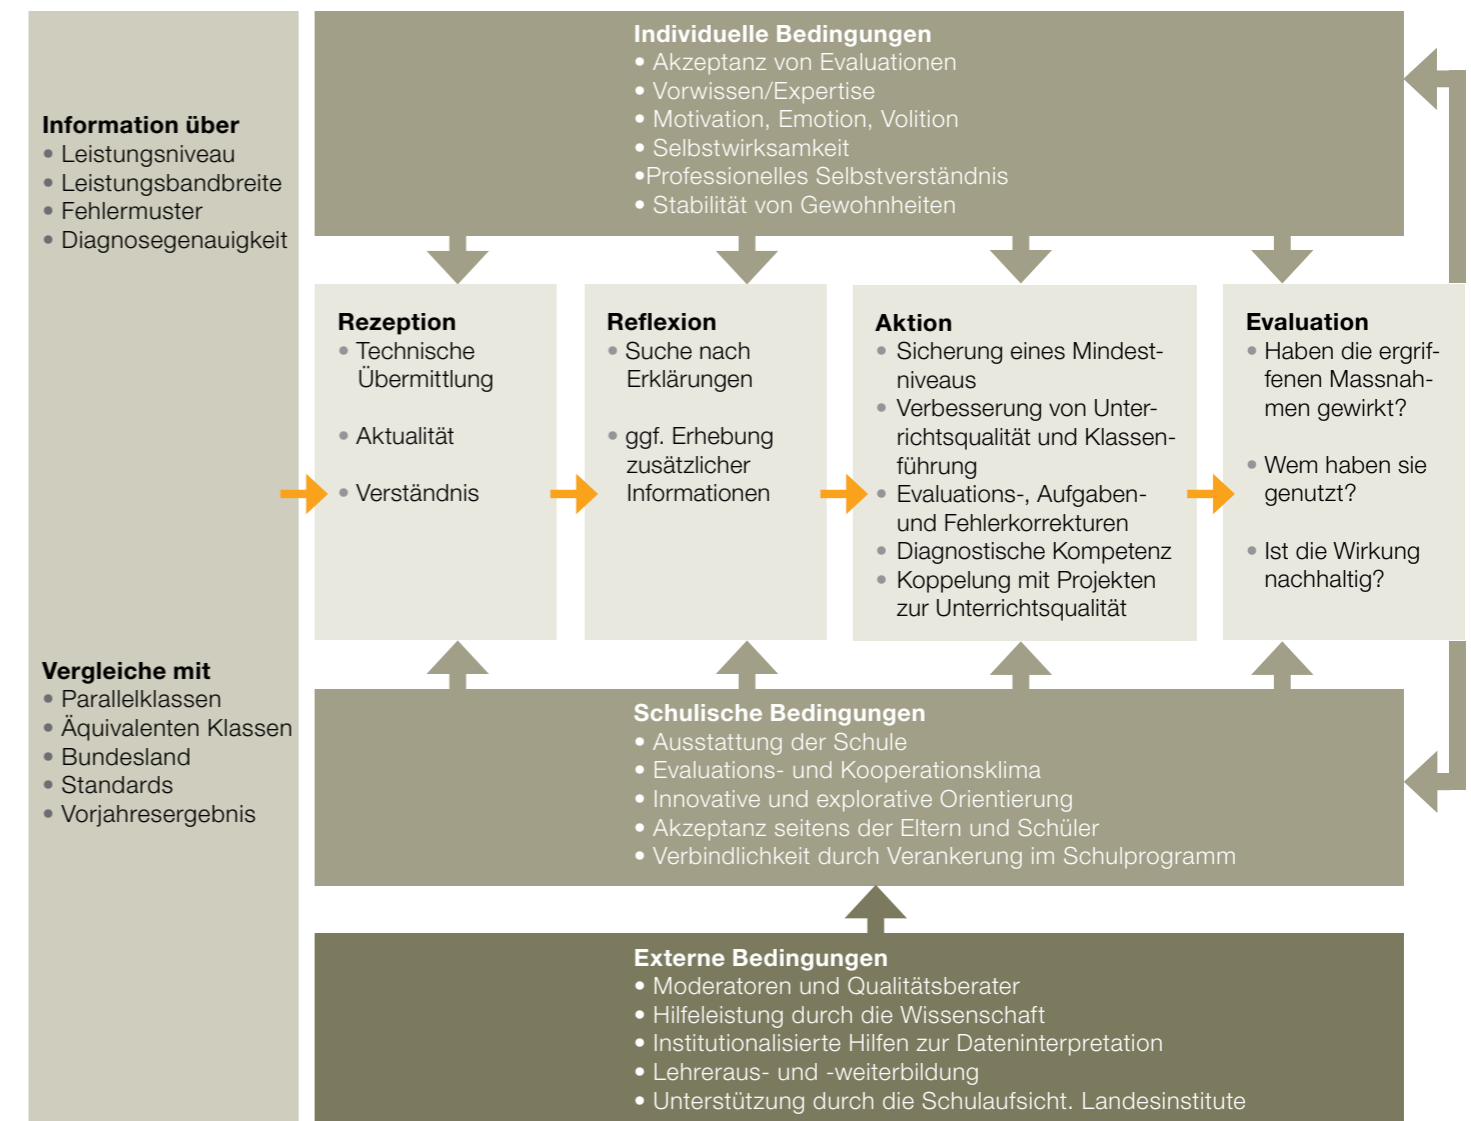 Information über
• Leistungsniveau
• Leistungsbandbreite
• Fehlermuster
• Diagnosegenauigkeit
Vergleiche mit
• Parallelklassen
• Äquivalenten Klassen
• Bundesland
• Standards
• Vorjahresergebnis
Individuelle Bedingungen
• Akzeptanz von Evaluationen
• Vorwissen/Expertise
• Motivation, Emotion, Volition
• Selbstwirksamkeit
•Professionelles Selbstverständnis
• Stabilität von Gewohnheiten
Rezeption
• Technische
Übermittlung
• Aktualität
• Verständnis
Reflexion
• Suche nach
Erklärungen
• ggf. Erhebung
zusätzlicher
Informationen
Aktion
• Sicherung eines Mindest-
niveaus
• Verbesserung von Unter-
richtsqualität und Klassen-
führung
• Evaluations-, Aufgaben-
und Fehlerkorrekturen
• Diagnostische Kompetenz
• Koppelung mit Projekten
zur Unterrichtsqualität
Evaluation
• Haben die ergrif-
fenen Massnah-
men gewirkt?
• Wem haben sie
genutzt?
• Ist die Wirkung
nachhaltig?
Schulische Bedingungen
• Ausstattung der Schule
• Evaluations- und Kooperationsklima
• Innovative und explorative Orientierung
• Akzeptanz seitens der Eltern und Schüler
• Verbindlichkeit durch Verankerung im Schulprogramm
Externe Bedingungen
• Moderatoren und Qualitätsberater
• Hilfeleistung durch die Wissenschaft
• Institutionalisierte Hilfen zur Dateninterpretation
• Lehreraus- und -weiterbildung
• Unterstützung durch die Schulaufsicht. Landesinstitute